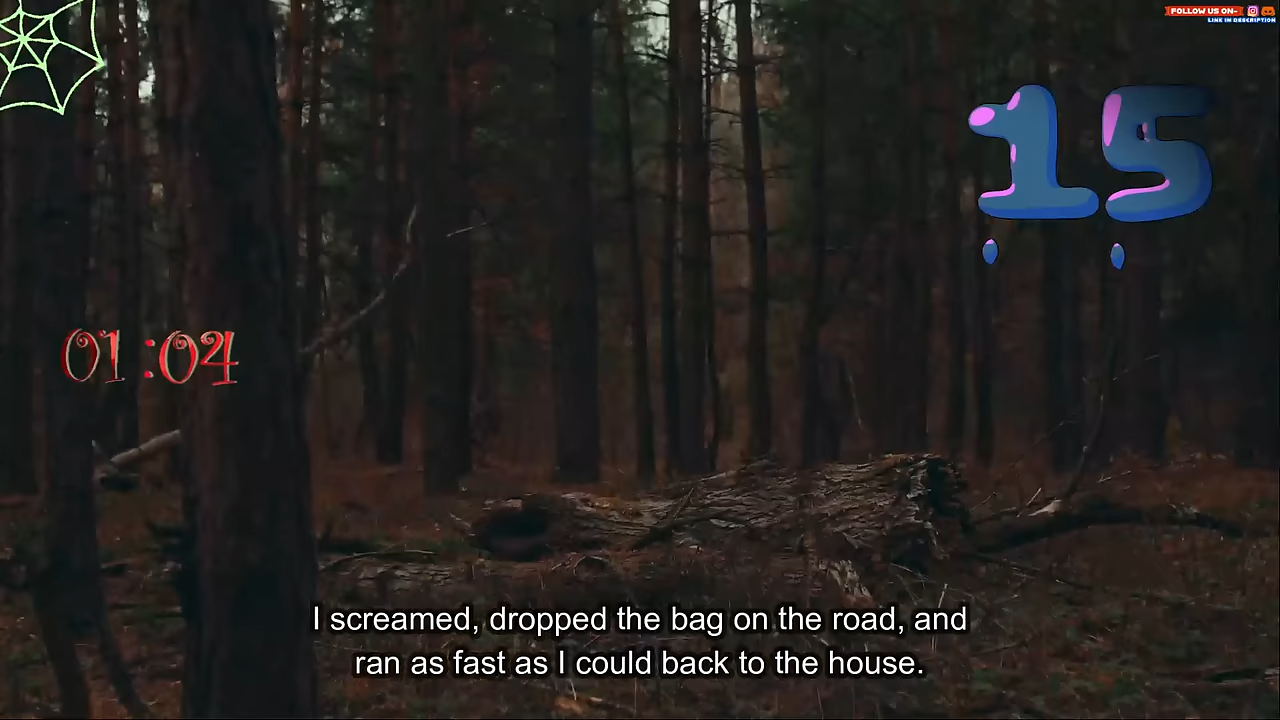 FOLLOW US ON-
LINK IN DESCRIPTION
15
01:04
I screamed, dropped the bag on the road, and
ran as fast as I could back to the house.